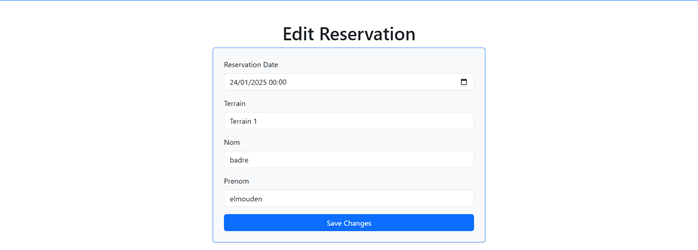 Edit Reservation
Reservation Date
24/01/2025 00:00
Terrain
Terrain 1
Nom
badre
Prenom
elmouden
Save Changes